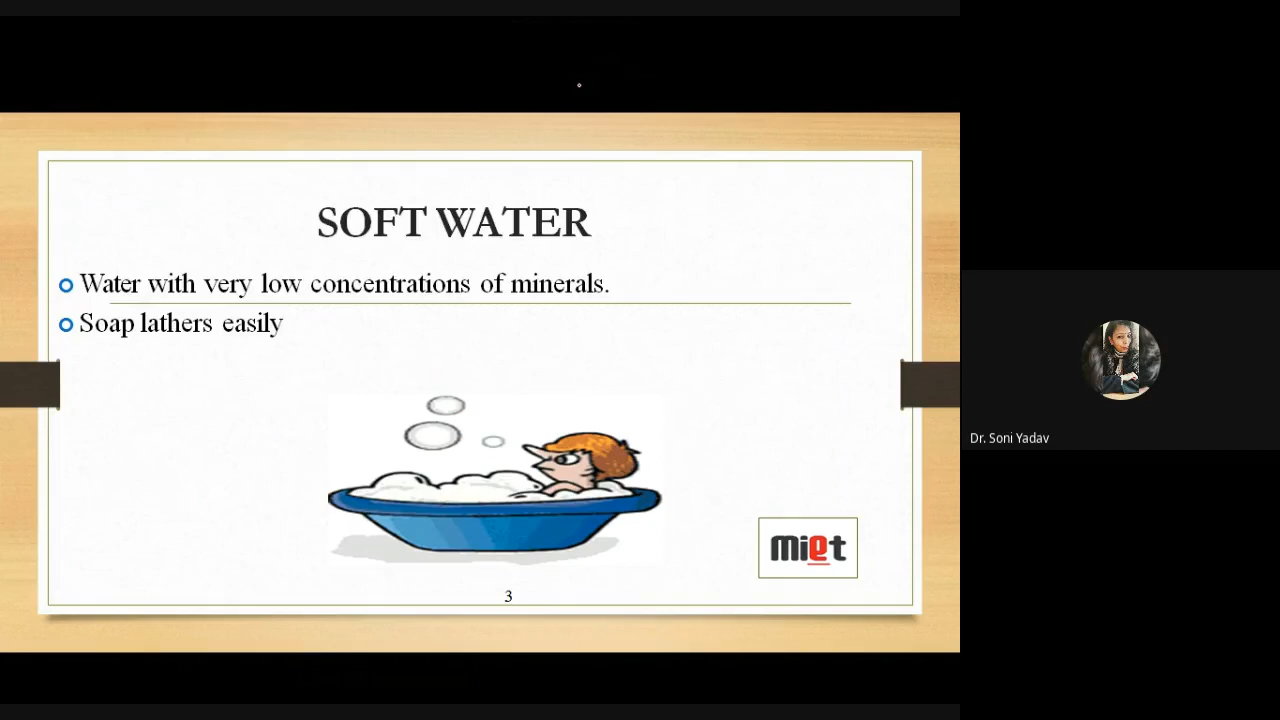 SOFT WATER
Water with very low concentrations of minerals.
Soap lathers easily
miet
3
Dr. Soni Yadav